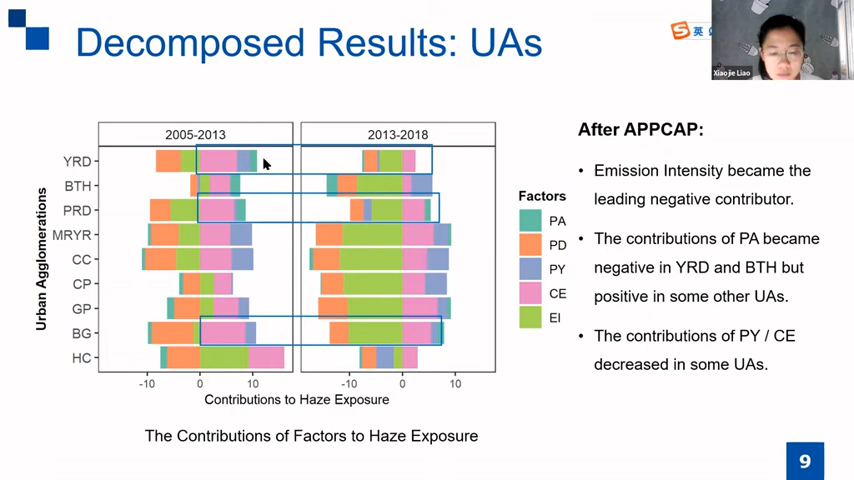 Decomposed Results: UAs
英
Xiaojie Liao
2005-2013
2013-2018
YRD
BTH
PRD
MRYR
CC
CP
GP
BG
HC
Urban Agglomerations
-10
0
10
-10
0
10
Contributions to Haze Exposure
Factors
PA
PD
PY
CE
EI
The Contributions of Factors to Haze Exposure
After APPCAP:
• Emission Intensity became the
leading negative contributor.
• The contributions of PA became
negative in YRD and BTH but
positive in some other UAs.
• The contributions of PY / CE
decreased in some UAs.
9